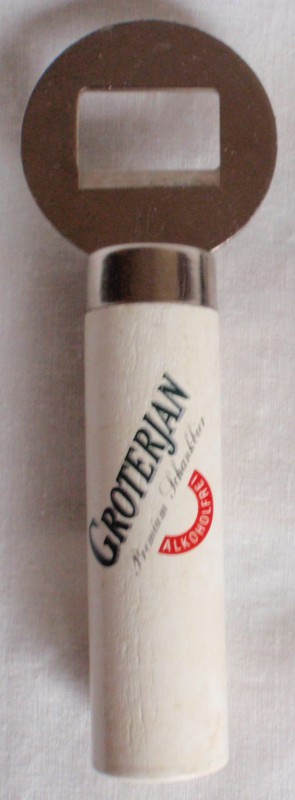 GROTERJAN
Premium Schankbier
ALKOHOLFREI